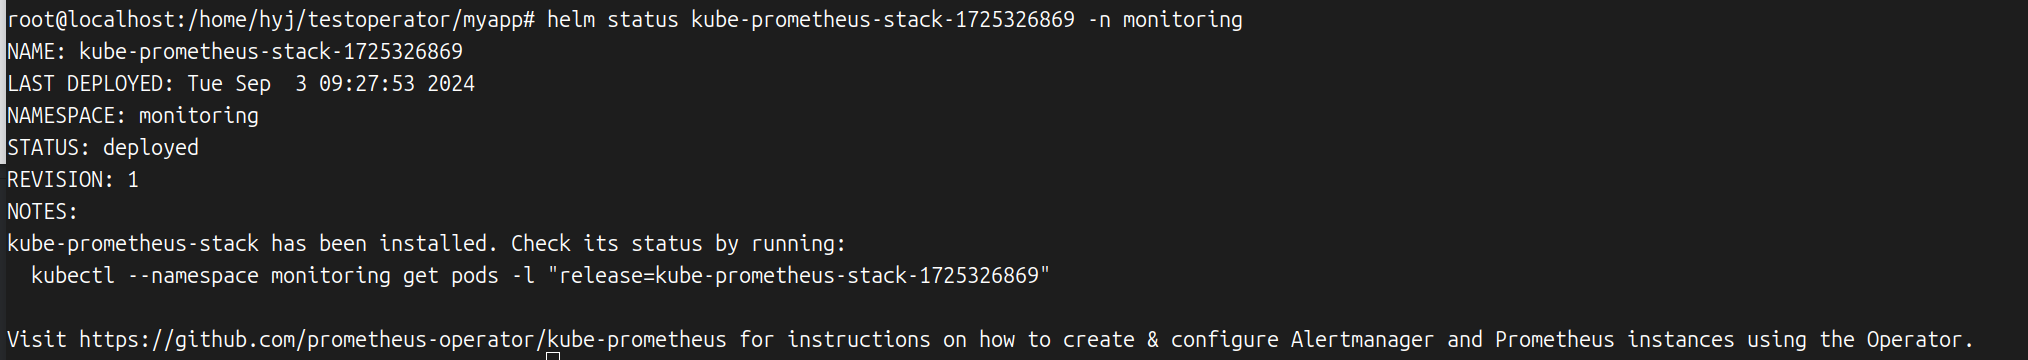 root@localhost:/home/hyj/testoperator/myapp# helm status kube-prometheus-stack-1725326869 -n monitoring
NAME: kube-prometheus-stack-1725326869
LAST DEPLOYED: Tue Sep  3 09:27:53 2024
NAMESPACE: monitoring
STATUS: deployed
REVISION: 1
NOTES:
kube-prometheus-stack has been installed. Check its status by running:
  kubectl --namespace monitoring get pods -l "release=kube-prometheus-stack-1725326869"

Visit https://github.com/prometheus-operator/kube-prometheus for instructions on how to create & configure Alertmanager and Prometheus instances using the Operator.